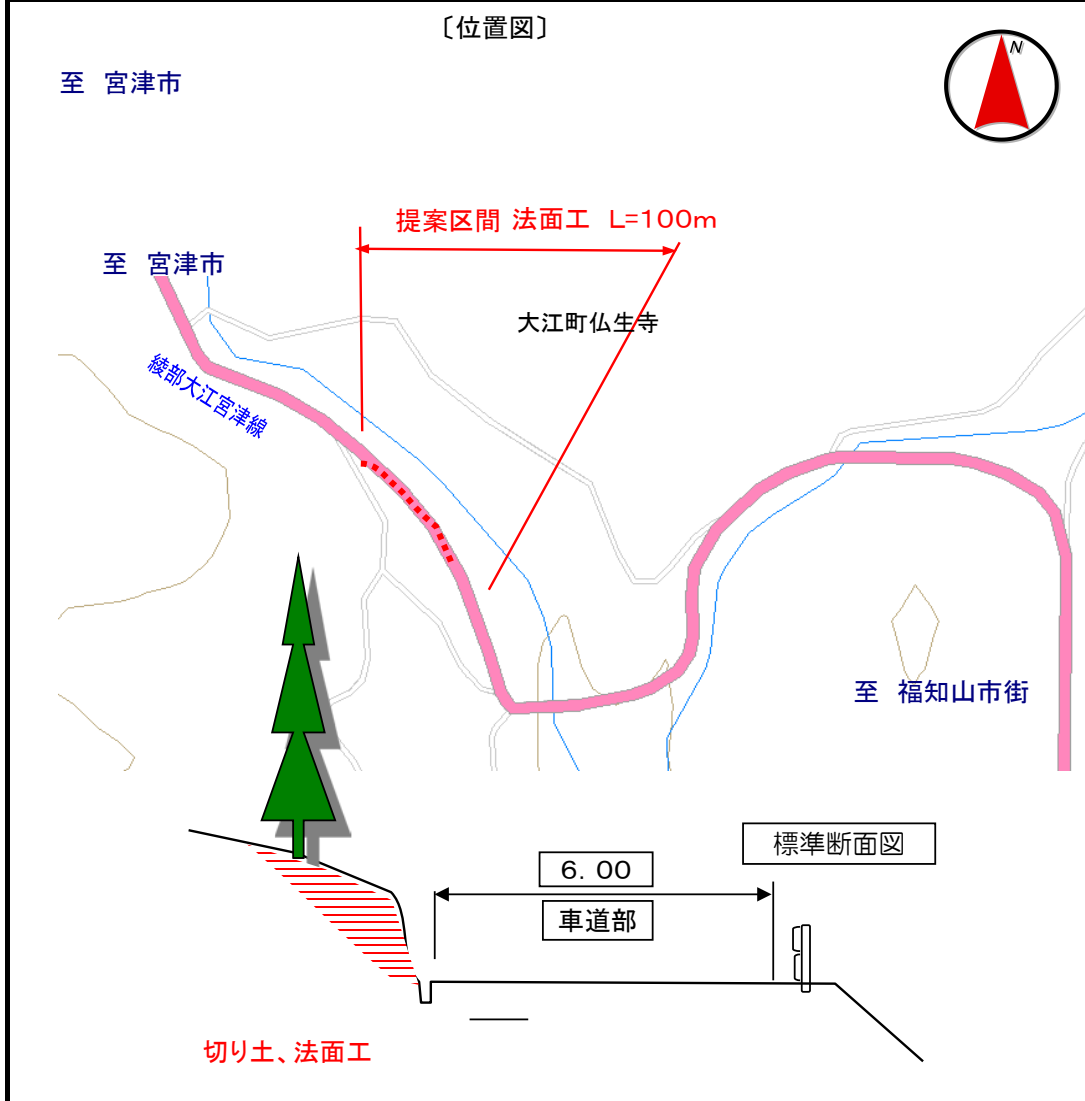 〔位置図〕
N
至 宮津市
提案区間 法面工 L=100m
至 宮津市
大江町仏生寺
綾部大江宮津線
至 福知山市街
標準断面図
6.00
車道部
切り土、法面工